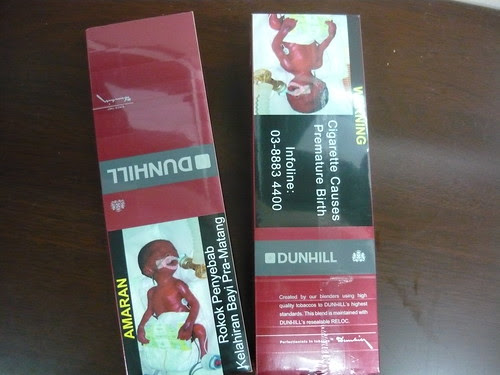 DUNHILL
AMARAN
Rokok Penyebab
Kelahiran Bayi Pra-Matang
WARNING
Cigarette Causes
Premature Birth
Infoline:
03-8883 4400
DUNHILL
Created by our blenders using high
quality tobaccos to DUNHILL's highest
standards. This blend is maintained with
DUNHILL's resealable RELOC.